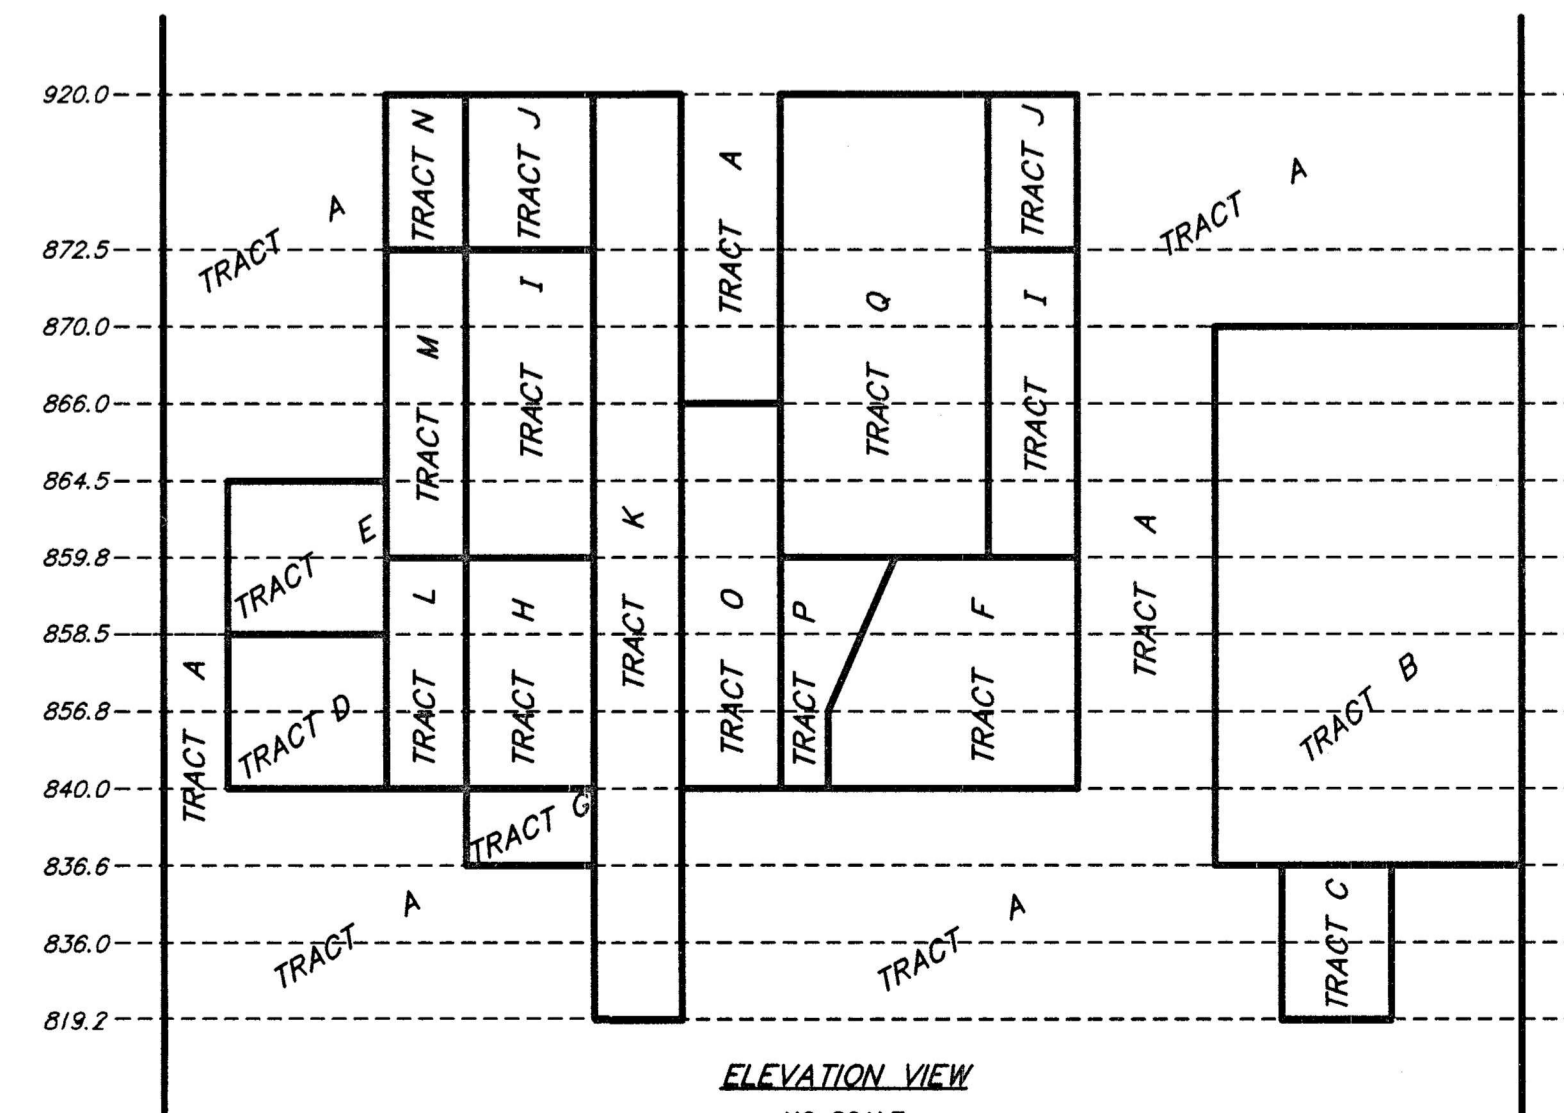 920.0
TRACT N
TRACT J
TRACT A
TRACT J
TRACT A
TRACT A
872.5
TRACT I
TRACT Q
TRACT I
870.0
TRACT M
866.0
864.5
TRACT E
TRACT K
TRACT A
859.8
TRACT L
TRACT H
TRACT O
TRACT P
TRACT F
858.5
TRACT A
TRACT D
TRACT B
856.8
840.0
TRACT G
836.6
TRACT A
TRACT A
TRACT C
836.0
819.2
ELEVATION VIEW